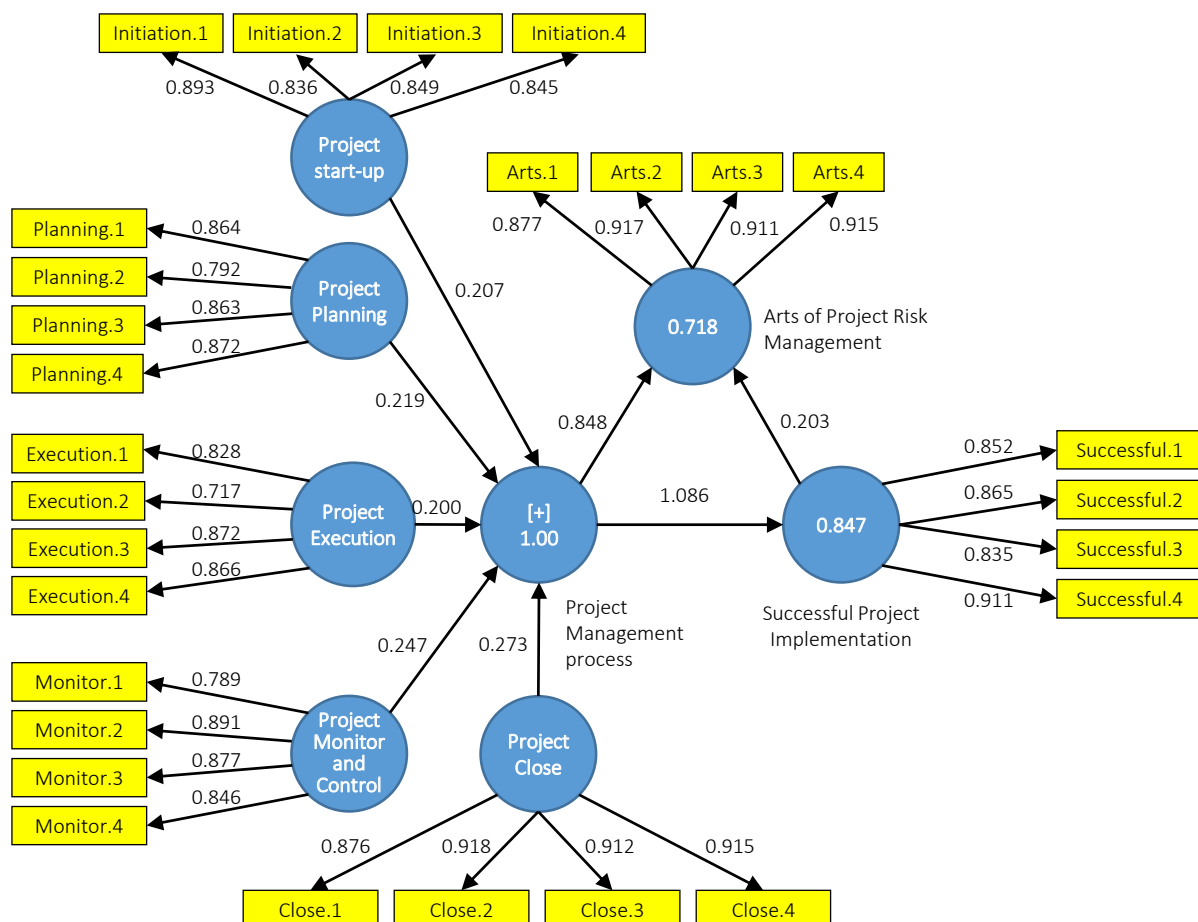 Initiation.1
Initiation.2
Initiation.3
Initiation.4
0.893
0.836
0.849
0.845
Project
start-up
Arts.1
Arts.2
Arts.3
Arts.4
0.877
0.917
0.911
0.915
Planning.1
Planning.2
Planning.3
Planning.4
0.864
0.792
0.863
0.872
Project
Planning
0.207
0.219
0.718
Arts of Project Risk
Management
0.848
0.203
Execution.1
Execution.2
Execution.3
Execution.4
0.828
0.717
0.872
0.866
Project
Execution
0.200
[+]
1.00
1.086
0.847
0.852
0.865
0.835
0.911
Successful.1
Successful.2
Successful.3
Successful.4
Successful Project
Implementation
Project
Management
process
0.247
0.273
Monitor.1
Monitor.2
Monitor.3
Monitor.4
0.789
0.891
0.877
0.846
Project
Monitor
and
Control
Project
Close
0.876
0.918
0.912
0.915
Close.1
Close.2
Close.3
Close.4